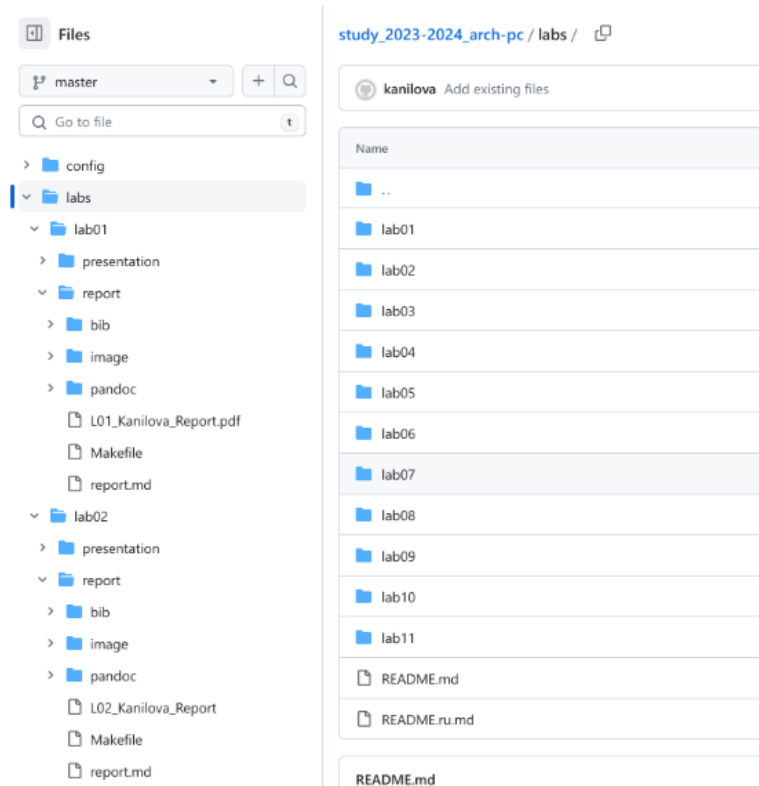 Files
master
Go to file
t
config
labs
lab01
presentation
report
bib
image
pandoc
L01_Kanilova_Report.pdf
Makefile
report.md
lab02
presentation
report
bib
image
pandoc
L02_Kanilova_Report
Makefile
report.md
study_2023-2024_arch-pc / labs /
kanilova Add existing files
Name
..
lab01
lab02
lab03
lab04
lab05
lab06
lab07
lab08
lab09
lab10
lab11
README.md
README.ru.md
README.md